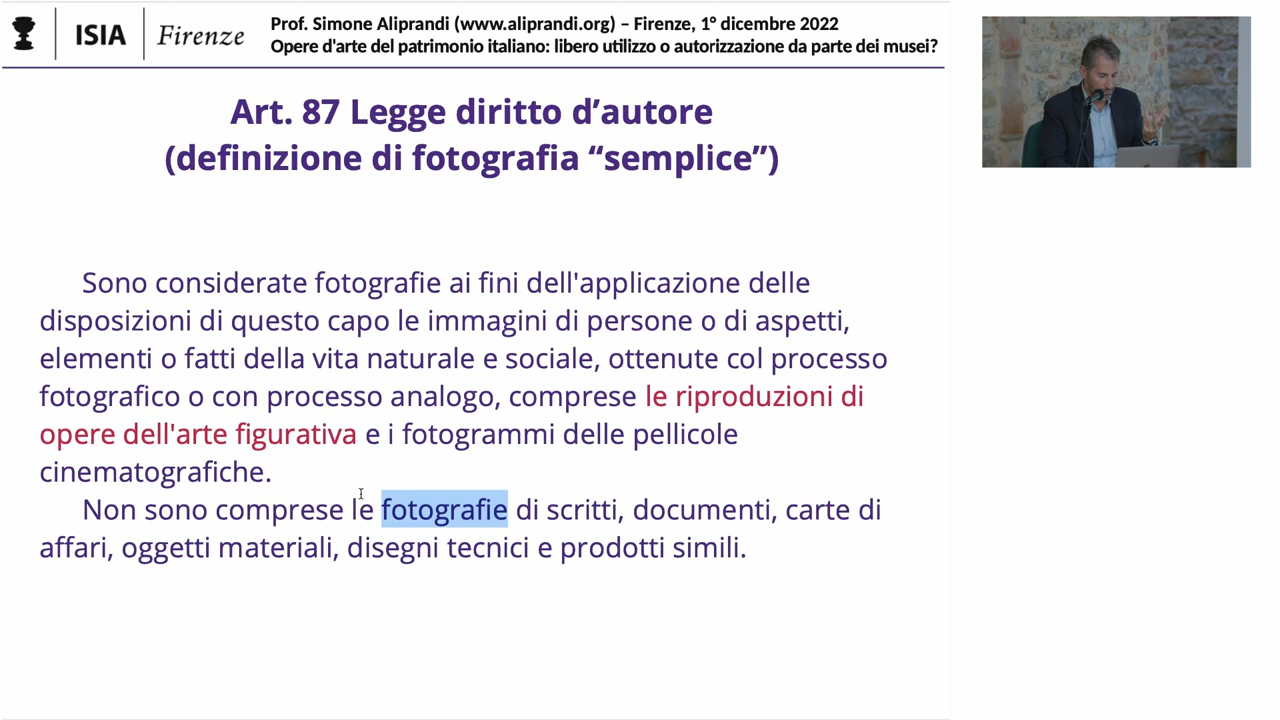 ISIA Firenze
Prof. Simone Aliprandi (www.aliprandi.org) – Firenze, 1° dicembre 2022
Opere d'arte del patrimonio italiano: libero utilizzo o autorizzazione da parte dei musei?
Art. 87 Legge diritto d’autore
(definizione di fotografia “semplice”)
Sono considerate fotografie ai fini dell'applicazione delle
disposizioni di questo capo le immagini di persone o di aspetti,
elementi o fatti della vita naturale e sociale, ottenute col processo
fotografico o con processo analogo, comprese le riproduzioni di
opere dell'arte figurativa e i fotogrammi delle pellicole
cinematografiche.
Non sono comprese le fotografie di scritti, documenti, carte di
affari, oggetti materiali, disegni tecnici e prodotti simili.